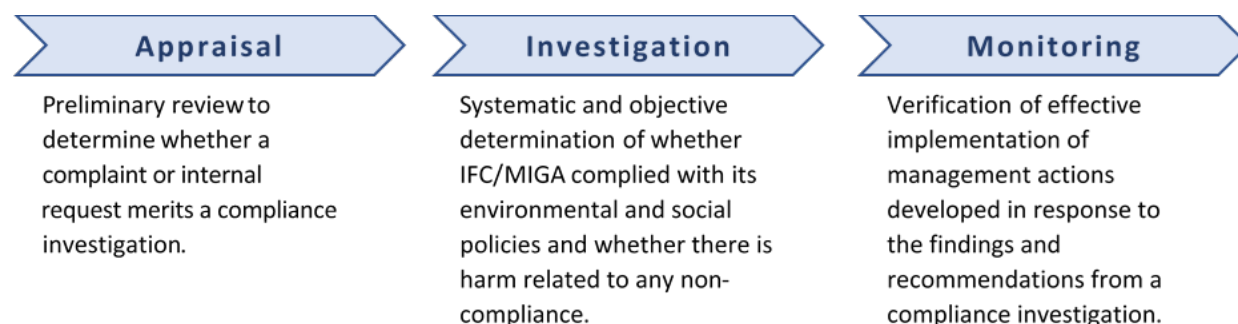 Appraisal
Preliminary review to
determine whether a
complaint or internal
request merits a compliance
investigation.
Investigation
Systematic and objective
determination of whether
IFC/MIGA complied with its
environmental and social
policies and whether there is
harm related to any non-
compliance.
Monitoring
Verification of effective
implementation of
management actions
developed in response to
the findings and
recommendations from a
compliance investigation.